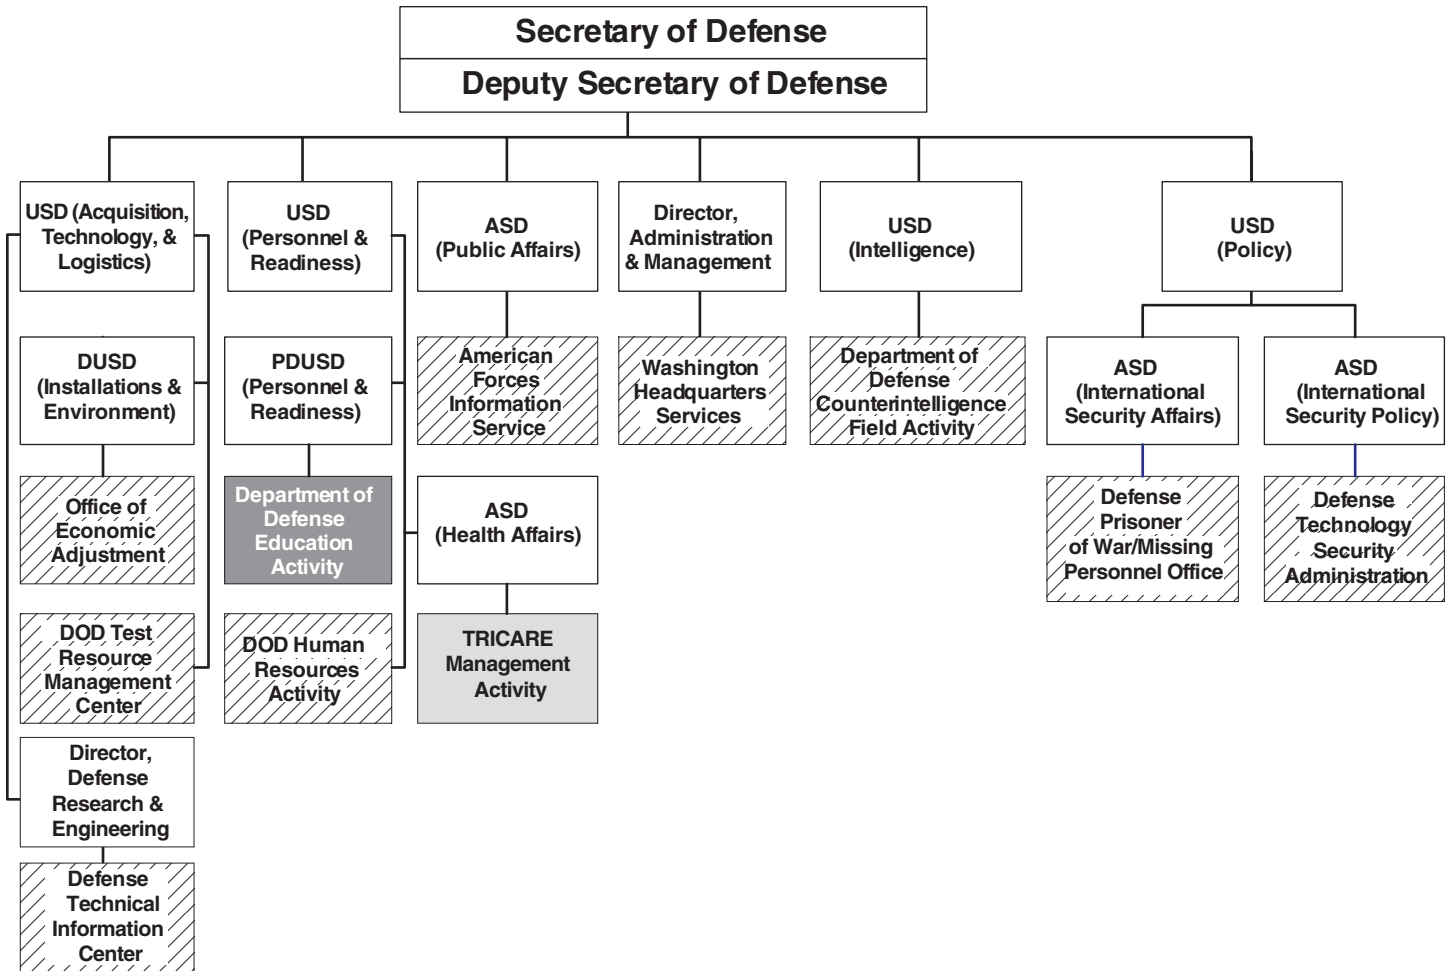 Secretary of Defense
Deputy Secretary of Defense
USD (Acquisition,
Technology, &
Logistics)
USD
(Personnel &
Readiness)
ASD
(Public Affairs)
Director,
Administration
& Management
USD
(Intelligence)
USD
(Policy)
DUSD
(Installations &
Environment)
PDUSD
(Personnel &
Readiness)
American
Forces
Information
Service
Washington
Headquarters
Services
Department of
Defense
Counterintelligence
Field Activity
ASD
(International
Security Affairs)
ASD
(International
Security Policy)
Office of
Economic
Adjustment
Department of
Defense
Education
Activity
ASD
(Health Affairs)
Defense
Prisoner
of War/Missing
Personnel Office
Defense
Technology
Security
Administration
DOD Test
Resource
Management
Center
DOD Human
Resources
Activity
TRICARE
Management
Activity
Director,
Defense
Research &
Engineering
Defense
Technical
Information
Center